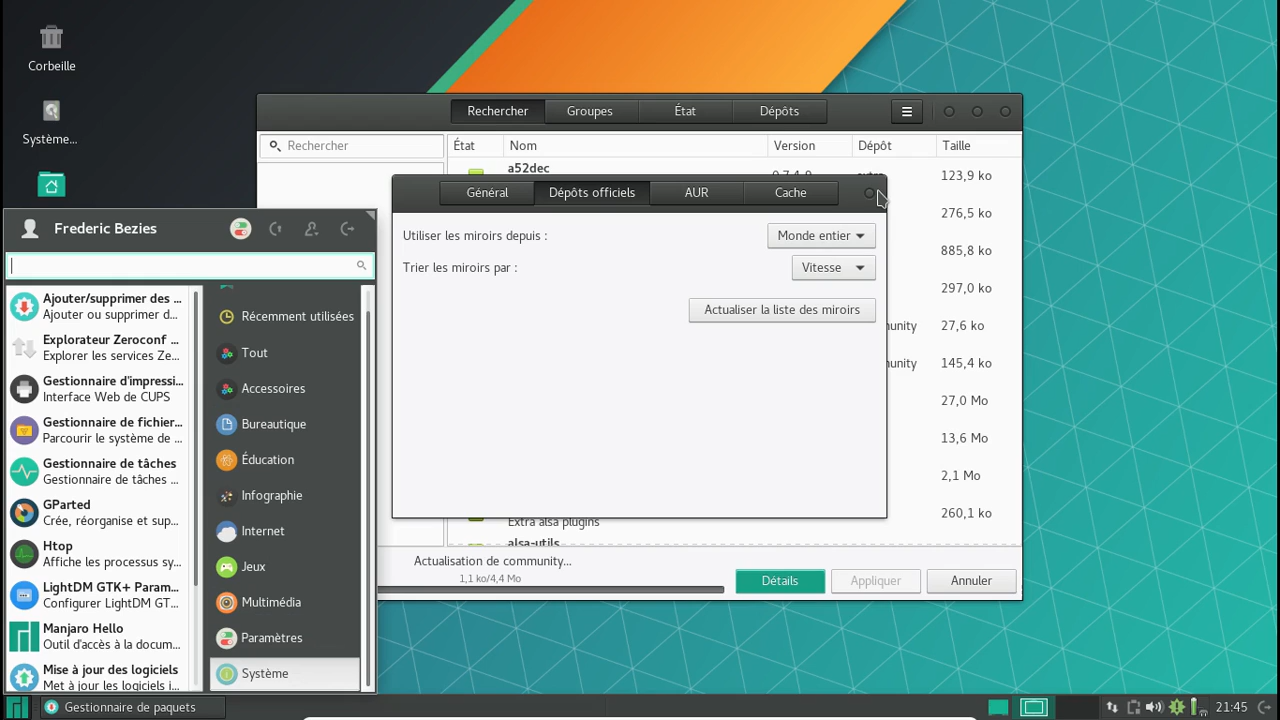 Corbeille
Système...
Rechercher
Groupes
État
Dépôts
Rechercher
État
Nom
Version
Dépôt
Taille
a52dec
123,9 ko
276,5 ko
885,8 ko
297,0 ko
27,6 ko
145,4 ko
27,0 Mo
13,6 Mo
2,1 Mo
260,1 ko
Extra alsa plugins
alsa-utils
Actualisation de community...
1,1 ko/4,4 Mo
Détails
Appliquer
Annuler
Général
Dépôts officiels
AUR
Cache
Utiliser les miroirs depuis :
Monde entier
Trier les miroirs par :
Vitesse
Actualiser la liste des miroirs
Frederic Bezies
Ajouter/supprimer des ...
Ajouter ou supprimer d...
Explorateur Zeroconf ...
Explorer les services Ze...
Gestionnaire d'impressi...
Interface Web de CUPS
Gestionnaire de fichier...
Parcourir le système de ...
Gestionnaire de tâches
Gestionnaire de tâches ...
GParted
Crée, réorganise et sup...
Htop
Affiche les processus sy...
LightDM GTK+ Param...
Configurer LightDM GT...
Manjaro Hello
Outil d'accès à la docum...
Mise à jour des logiciels
Met à jour les logiciels i...
Récemment utilisées
Tout
Accessoires
Bureautique
Éducation
Infographie
Internet
Jeux
Multimédia
Paramètres
Système
Gestionnaire de paquets
21:45